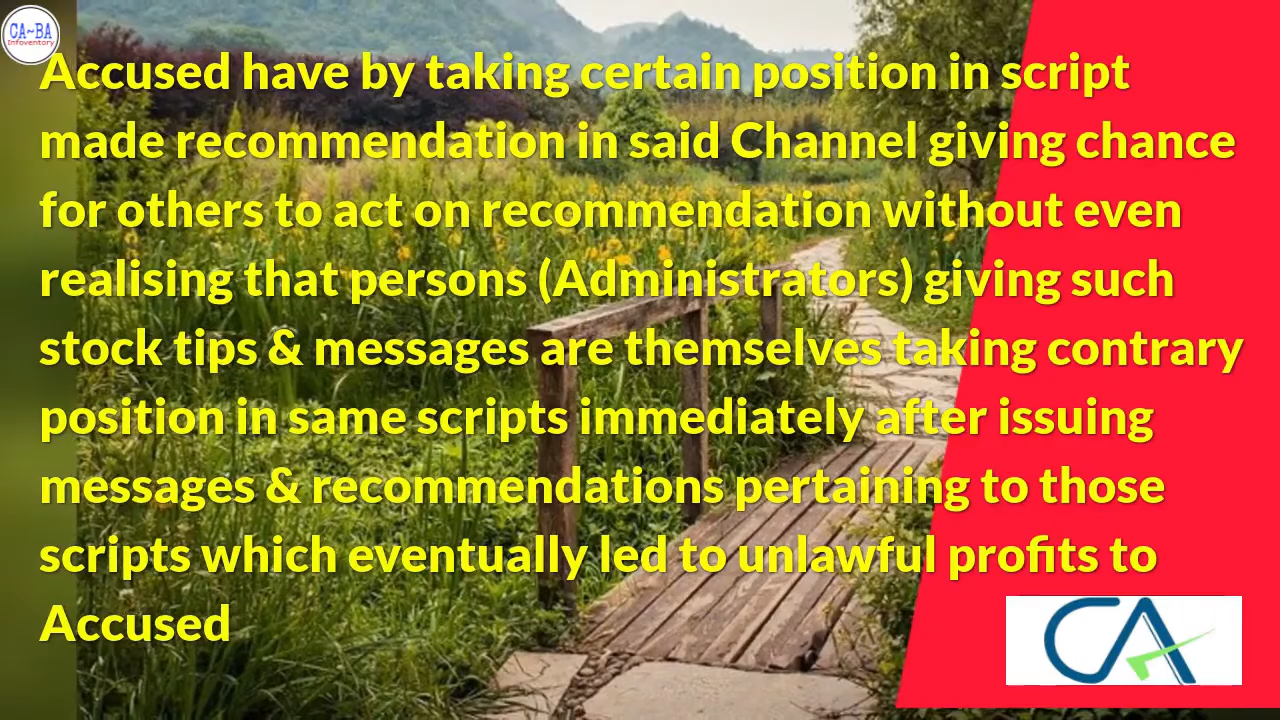 CA~BA
Infoventory
Accused have by taking certain position in script
made recommendation in said Channel giving chance
for others to act on recommendation without even
realising that persons (Administrators) giving such
stock tips & messages are themselves taking contrary
position in same scripts immediately after issuing
messages & recommendations pertaining to those
scripts which eventually led to unlawful profits to
Accused
CA